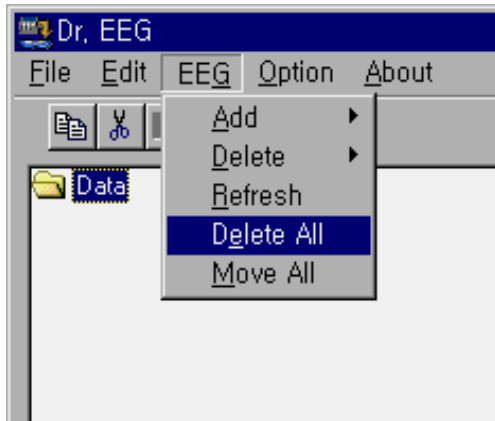 Dr. EEG
File Edit EEG Option About
Add
Delete
Data
Refresh
Delete All
Move All